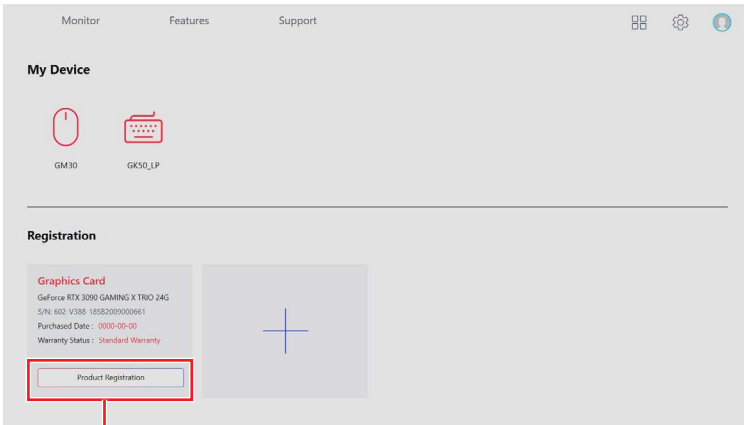 Monitor Features Support
My Device
GM30 GK50_LP
Registration
Graphics Card
GeForce RTX 3090 GAMING X TRIO 24G
S/N: 602-V388-18SB2009000661
Purchased Date : 0000-00-00
Warranty Status : Standard Warranty
Product Registration